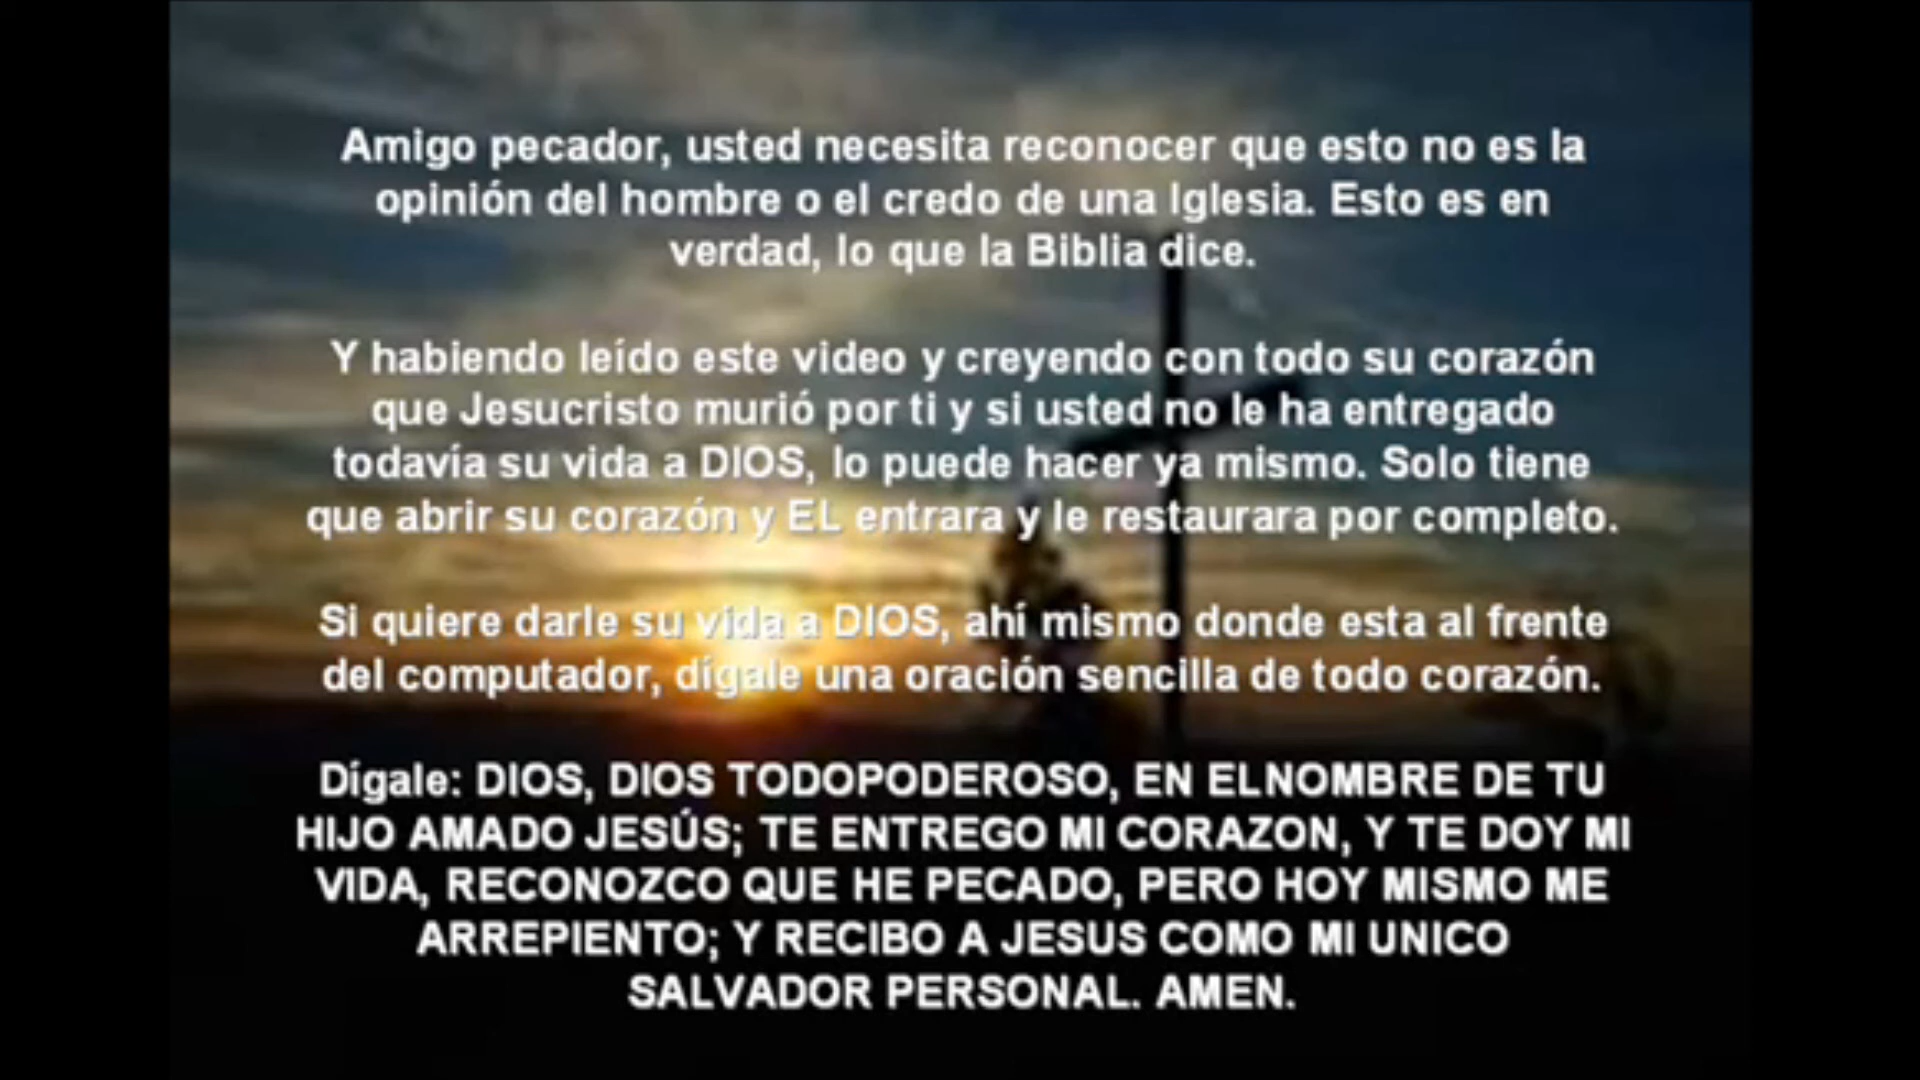 Amigo pecador, usted necesita reconocer que esto no es la
opinión del hombre o el credo de una Iglesia. Esto es en
verdad, lo que la Biblia dice.
Y habiendo leído este video y creyendo con todo su corazón
que Jesucristo murió por ti y si usted no le ha entregado
todavía su vida a DIOS, lo puede hacer ya mismo. Solo tiene
que abrir su corazón y EL entrara y le restaurara por completo.
Si quiere darle su vida a DIOS, ahí mismo donde esta al frente
del computador, dígale una oración sencilla de todo corazón.
Dígale: DIOS, DIOS TODOPODEROSO, EN ELNOMBRE DE TU
HIJO AMADO JESÚS; TE ENTREGO MI CORAZON, Y TE DOY MI
VIDA, RECONOZCO QUE HE PECADO, PERO HOY MISMO ME
ARREPIENTO; Y RECIBO A JESUS COMO MI UNICO
SALVADOR PERSONAL. AMEN.